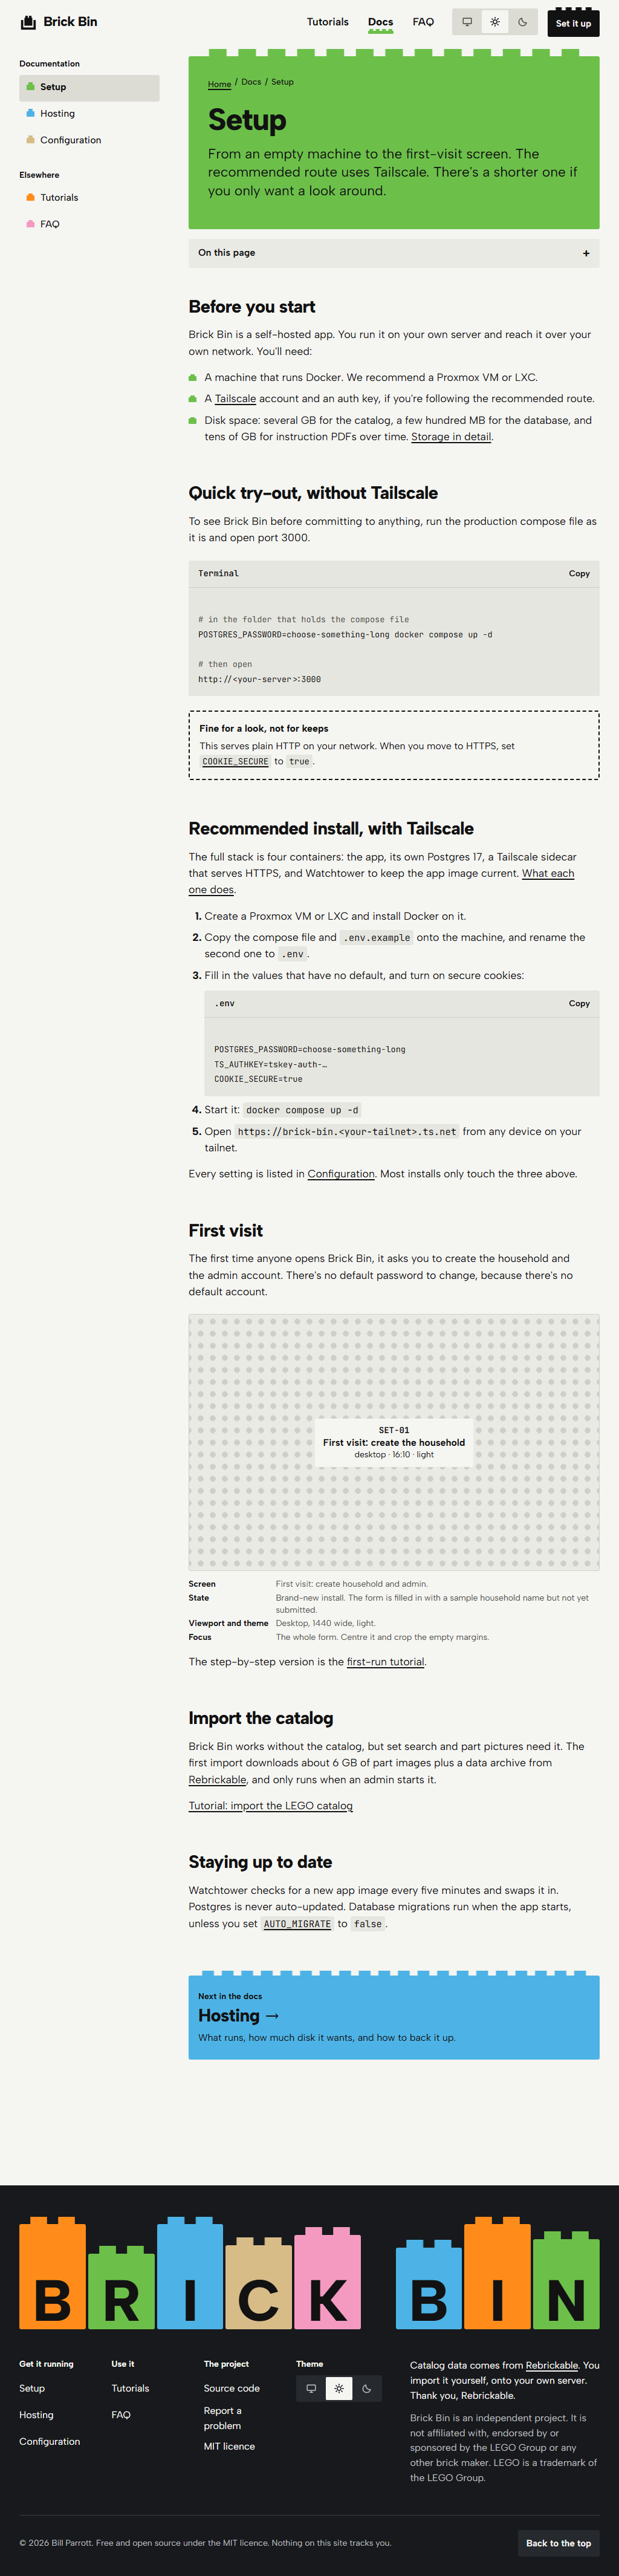 Brick Bin
Tutorials
Docs
FAQ
Set it up
Documentation
Setup
Hosting
Configuration
Elsewhere
Tutorials
FAQ
Home / Docs / Setup
Setup
From an empty machine to the first-visit screen. The
recommended route uses Tailscale. There's a shorter one if
you only want a look around.
On this page
+
Before you start
Brick Bin is a self-hosted app. You run it on your own server and reach it over your
own network. You'll need:
A machine that runs Docker. We recommend a Proxmox VM or LXC.
A Tailscale account and an auth key, if you're following the recommended route.
Disk space: several GB for the catalog, a few hundred MB for the database, and
tens of GB for instruction PDFs over time. Storage in detail.
Quick try-out, without Tailscale
To see Brick Bin before committing to anything, run the production compose file as
it is and open port 3000.
Terminal
Copy
# in the folder that holds the compose file
POSTGRES_PASSWORD=choose-something-long docker compose up -d
# then open
http://<your-server>:3000
Fine for a look, not for keeps
This serves plain HTTP on your network. When you move to HTTPS, set
COOKIE_SECURE to true.
Recommended install, with Tailscale
The full stack is four containers: the app, its own Postgres 17, a Tailscale sidecar
that serves HTTPS, and Watchtower to keep the app image current. What each
one does.
1. Create a Proxmox VM or LXC and install Docker on it.
2. Copy the compose file and .env.example onto the machine, and rename the
second one to .env.
3. Fill in the values that have no default, and turn on secure cookies:
.env
Copy
POSTGRES_PASSWORD=choose-something-long
TS_AUTHKEY=tskey-auth-…
COOKIE_SECURE=true
4. Start it: docker compose up -d
5. Open https://brick-bin.<your-tailnet>.ts.net from any device on your
tailnet.
Every setting is listed in Configuration. Most installs only touch the three above.
First visit
The first time anyone opens Brick Bin, it asks you to create the household and
the admin account. There's no default password to change, because there's no
default account.
SET-01
First visit: create the household
desktop · 16:10 · light
Screen First visit: create household and admin.
State Brand-new install. The form is filled in with a sample household name but not yet
submitted.
Viewport and theme Desktop, 1440 wide, light.
Focus The whole form. Centre it and crop the empty margins.
The step-by-step version is the first-run tutorial.
Import the catalog
Brick Bin works without the catalog, but set search and part pictures need it. The
first import downloads about 6 GB of part images plus a data archive from
Rebrickable, and only runs when an admin starts it.
Tutorial: import the LEGO catalog
Staying up to date
Watchtower checks for a new app image every five minutes and swaps it in.
Postgres is never auto-updated. Database migrations run when the app starts,
unless you set AUTO_MIGRATE to false.
Next in the docs
Hosting →
What runs, how much disk it wants, and how to back it up.
BRICK BIN
Get it running
Setup
Hosting
Configuration
Use it
Tutorials
FAQ
The project
Source code
Report a
problem
MIT licence
Theme
Catalog data comes from Rebrickable. You
import it yourself, onto your own server.
Thank you, Rebrickable.
Brick Bin is an independent project. It is
not affiliated with, endorsed by or
sponsored by the LEGO Group or any
other brick maker. LEGO is a trademark of
the LEGO Group.
© 2026 Bill Parrott. Free and open source under the MIT licence. Nothing on this site tracks you.
Back to the top